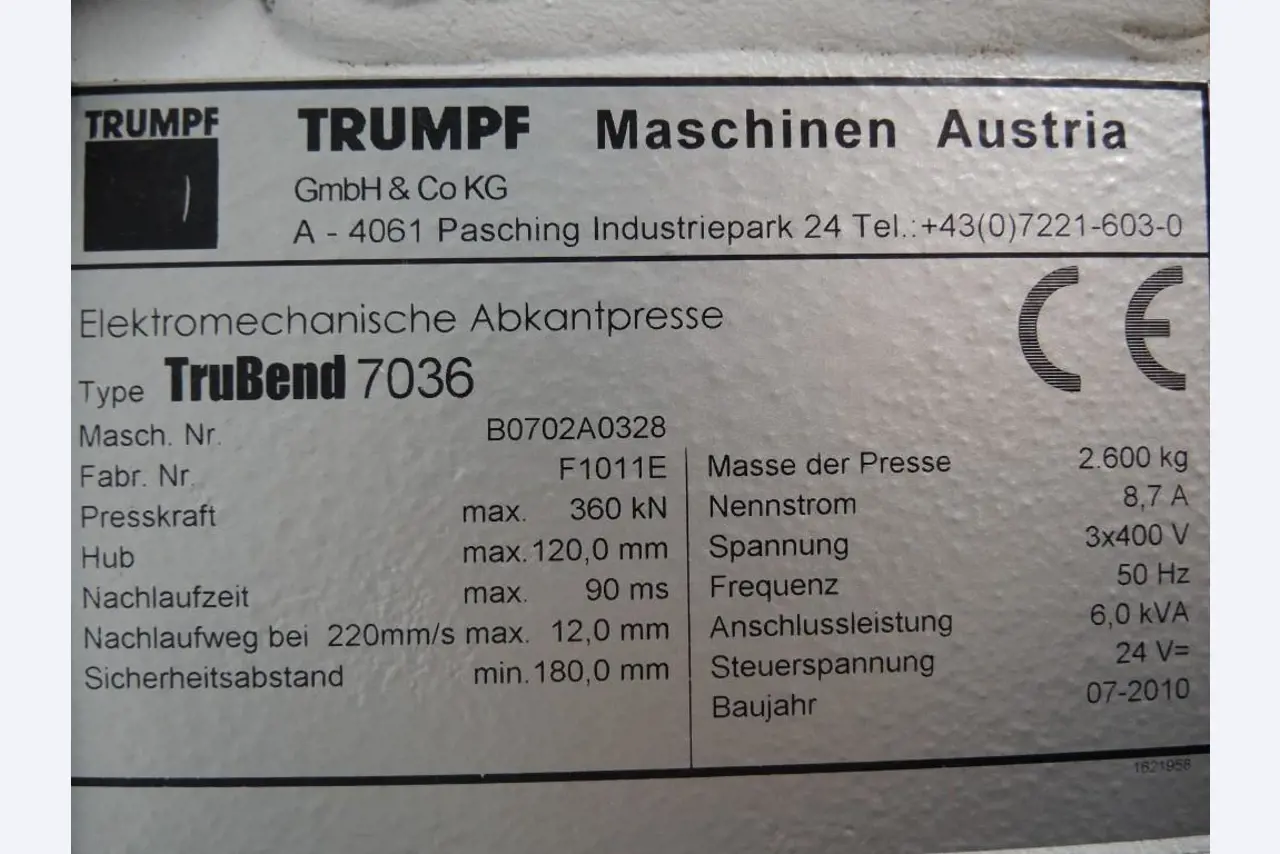 TRUMPF
TRUMPF Maschinen Austria
GmbH & Co KG
A - 4061 Pasching Industriepark 24 Tel.:+43(0)7221-603-0
CE
Elektromechanische Abkantpresse
Type TruBend 7036
Masch. Nr. B0702A0328
Fabr. Nr. F1011E
Presskraft max. 360 kN
Hub max. 120,0 mm
Nachlaufzeit max. 90 ms
Nachlaufweg bei 220mm/s max. 12,0 mm
Sicherheitsabstand min. 180,0 mm
Masse der Presse 2.600 kg
Nennstrom 8,7 A
Spannung 3x400 V
Frequenz 50 Hz
Anschlussleistung 6,0 kVA
Steuerspannung 24 V=
Baujahr 07-2010
1621958